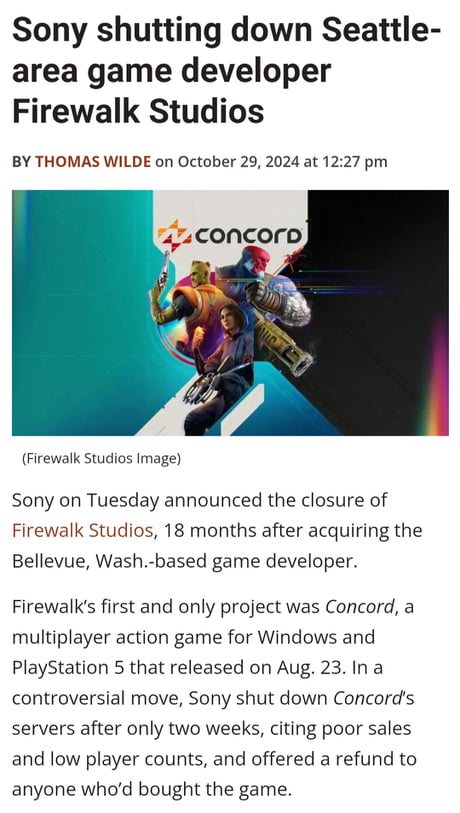 Sony shutting down Seattle-
area game developer
Firewalk Studios
BY THOMAS WILDE on October 29, 2024 at 12:27 pm
concord
(Firewalk Studios Image)
Sony on Tuesday announced the closure of
Firewalk Studios, 18 months after acquiring the
Bellevue, Wash.-based game developer.
Firewalk’s first and only project was Concord, a
multiplayer action game for Windows and
PlayStation 5 that released on Aug. 23. In a
controversial move, Sony shut down Concord’s
servers after only two weeks, citing poor sales
and low player counts, and offered a refund to
anyone who’d bought the game.